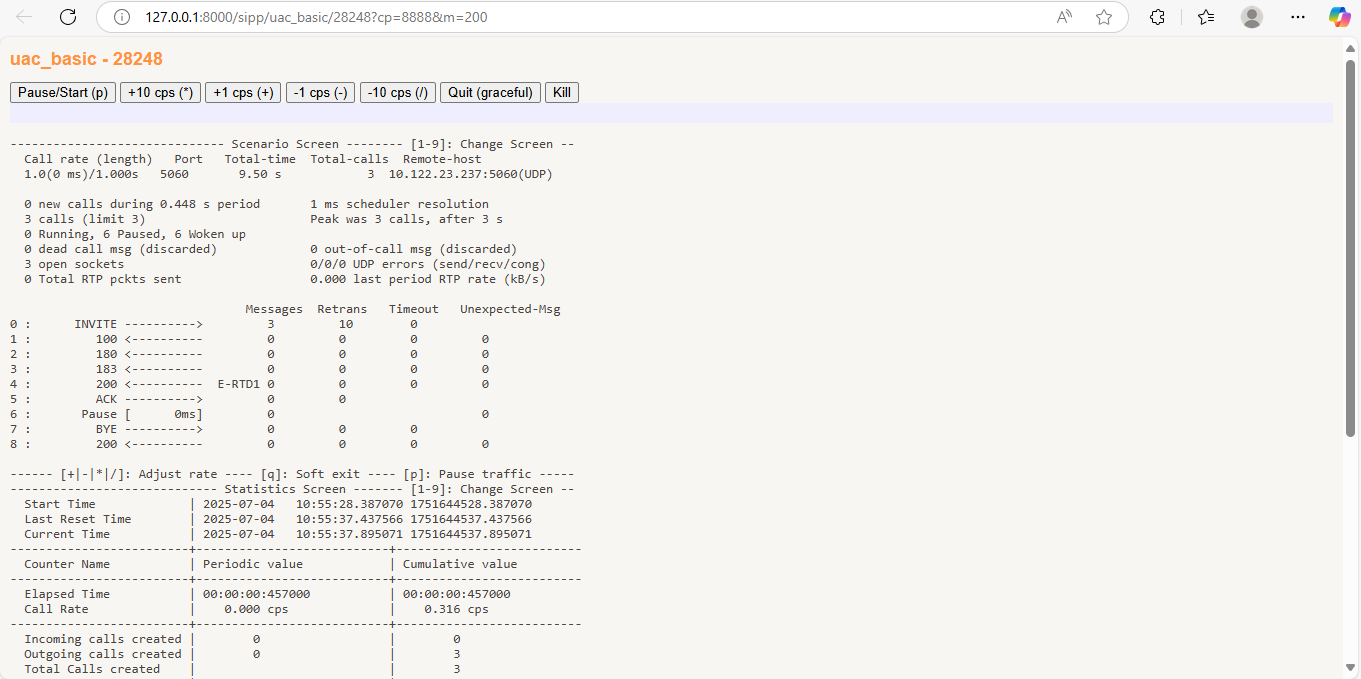 127.0.0.1:8000/sipp/uac_basic/28248?cp=8888&m=200
uac_basic - 28248
Pause/Start (p) +10 cps (*) +1 cps (+) -1 cps (-) -10 cps (/) Quit (graceful) Kill
------------------------------ Scenario Screen -------- [1-9]: Change Screen --
  Call rate (length)   Port   Total-time  Total-calls  Remote-host
  1.0(0 ms)/1.000s   5060       9.50 s            3  10.122.23.237:5060(UDP)
  0 new calls during 0.448 s period       1 ms scheduler resolution
  3 calls (limit 3)                       Peak was 3 calls, after 3 s
  0 Running, 6 Paused, 6 Woken up
  0 dead call msg (discarded)             0 out-of-call msg (discarded)
  3 open sockets                          0/0/0 UDP errors (send/recv/cong)
  0 Total RTP pckts sent                  0.000 last period RTP rate (kB/s)
                                 Messages  Retrans   Timeout   Unexpected-Msg
0 :      INVITE ---------->         3         10        0
1 :         100 <----------         0         0         0         0
2 :         180 <----------         0         0         0         0
3 :         183 <----------         0         0         0         0
4 :         200 <----------  E-RTD1 0         0         0         0
5 :         ACK ---------->         0         0
6 :       Pause [      0ms]         0                             0
7 :         BYE ---------->         0         0         0
8 :         200 <----------         0         0         0         0
------ [+|-|*|/]: Adjust rate ---- [q]: Soft exit ---- [p]: Pause traffic -----
----------------------------- Statistics Screen ------- [1-9]: Change Screen --
  Start Time             | 2025-07-04   10:55:28.387070 1751644528.387070
  Last Reset Time        | 2025-07-04   10:55:37.437566 1751644537.437566
  Current Time           | 2025-07-04   10:55:37.895071 1751644537.895071
-------------------------+---------------------------+--------------------------
  Counter Name           | Periodic value            | Cumulative value
-------------------------+---------------------------+--------------------------
  Elapsed Time           | 00:00:00:457000           | 00:00:00:457000
  Call Rate              |    0.000 cps              |    0.316 cps
-------------------------+---------------------------+--------------------------
  Incoming calls created |        0                  |        0
  Outgoing calls created |        0                  |        3
  Total Calls created    |                           |        3